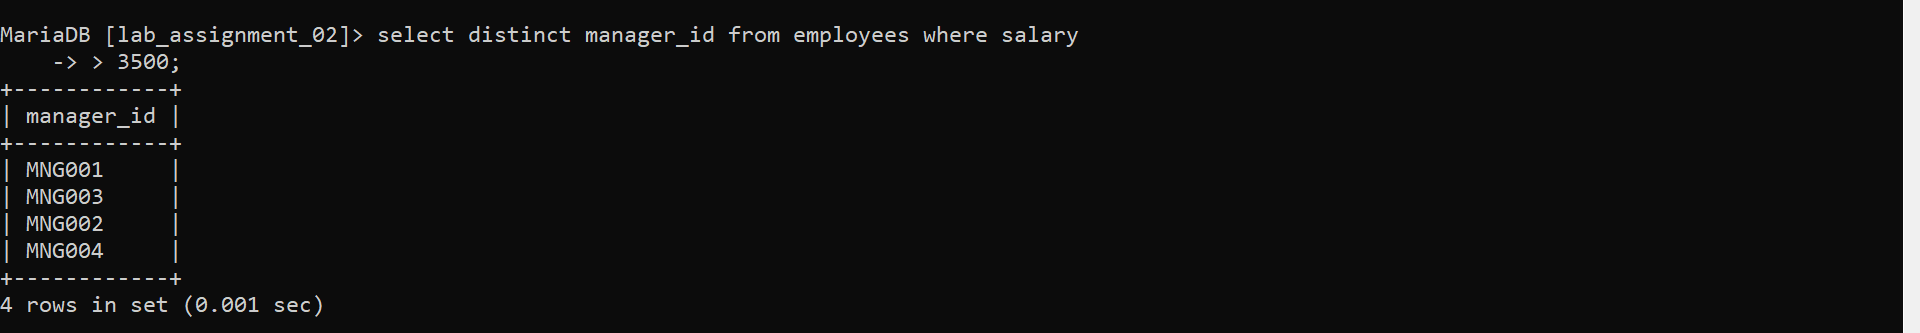 MariaDB [lab_assignment_02]> select distinct manager_id from employees where salary
    -> > 3500;
+------------+
| manager_id |
+------------+
| MNG001     |
| MNG003     |
| MNG002     |
| MNG004     |
+------------+
4 rows in set (0.001 sec)